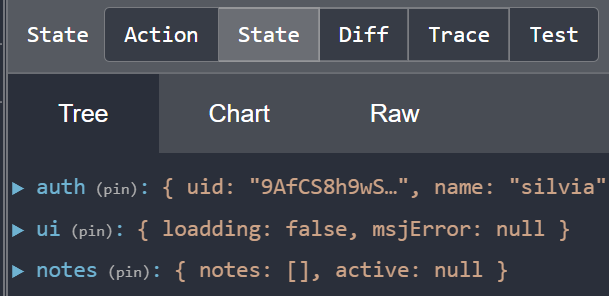 State Action State Diff Trace Test
Tree Chart Raw
▶ auth (pin): { uid: "9AfCS8h9wS…", name: "silvia"
▶ ui (pin): { loadding: false, msjError: null }
▶ notes (pin): { notes: [], active: null }